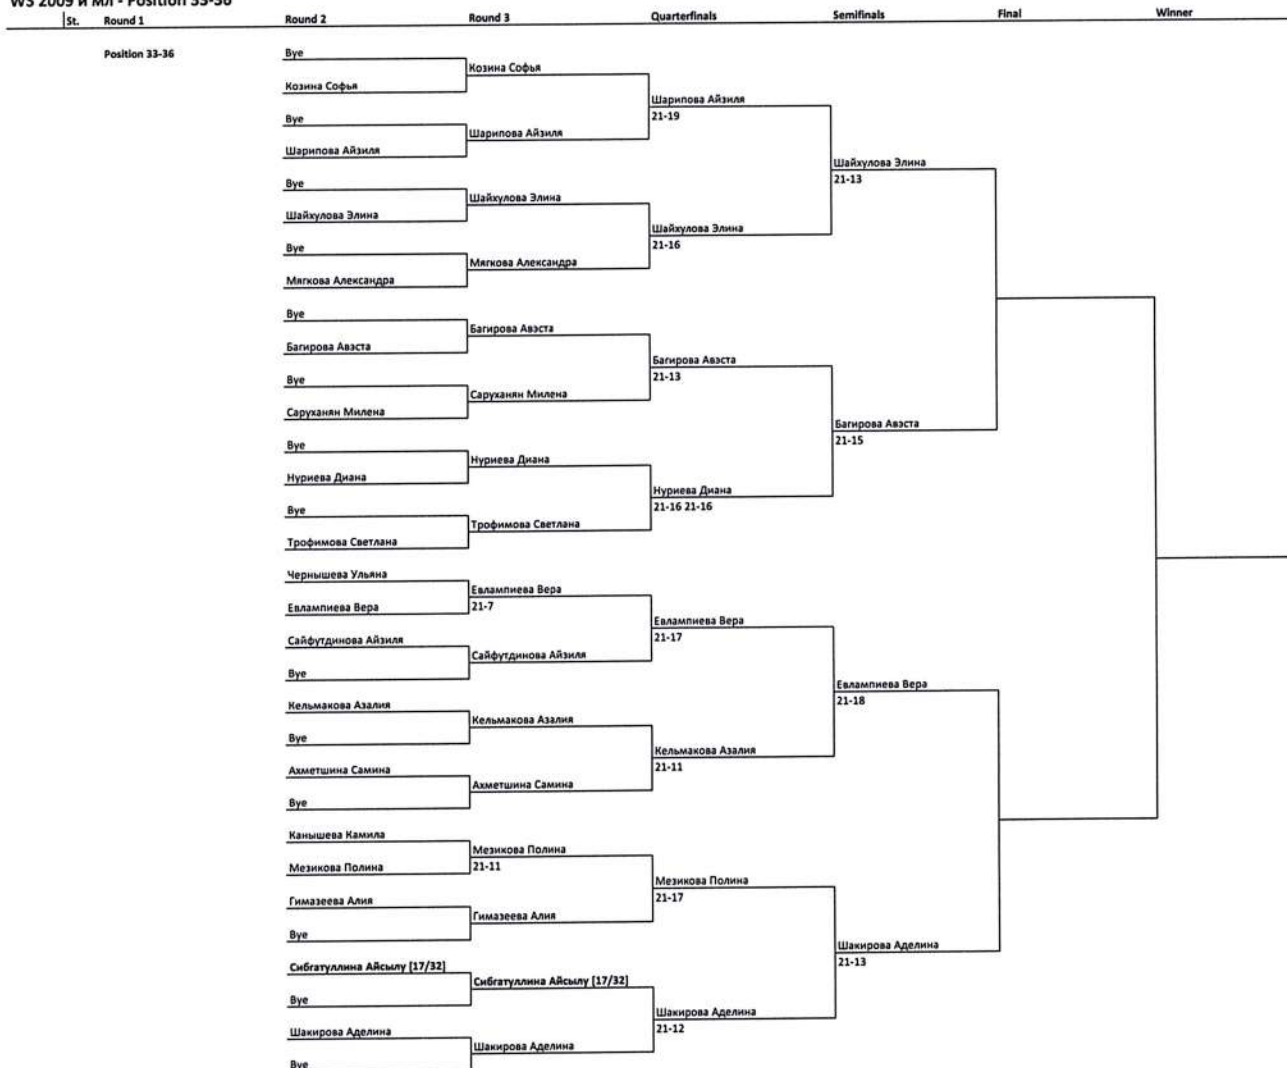 WS 2009 и мл - Position 33-36
St. Round 1 Round 2 Round 3 Quarterfinals Semifinals Final Winner
Position 33-36
Bye
Козина Софья
Козина Софья
Шарипова Айзиля
21-19
Bye
Шарипова Айзиля
Шарипова Айзиля
Шайхулова Элина
21-13
Bye
Шайхулова Элина
Шайхулова Элина
Шайхулова Элина
21-16
Bye
Мягкова Александра
Мягкова Александра
Bye
Багирова Авэста
Багирова Авэста
Багирова Авэста
21-13
Bye
Саруханян Милена
Саруханян Милена
Багирова Авэста
21-15
Bye
Нуриева Диана
Нуриева Диана
Нуриева Диана
21-16 21-16
Bye
Трофимова Светлана
Трофимова Светлана
Чернышева Ульяна
Евлампиева Вера
21-7
Евлампиева Вера
Евлампиева Вера
21-17
Сайфутдинова Айзиля
Сайфутдинова Айзиля
Bye
Евлампиева Вера
21-18
Кельмакова Азалия
Кельмакова Азалия
Bye
Кельмакова Азалия
21-11
Ахметшина Самина
Ахметшина Самина
Bye
Канышева Камила
Мезикова Полина
21-11
Мезикова Полина
Мезикова Полина
21-17
Гимазеева Алия
Гимазеева Алия
Bye
Шакирова Аделина
21-13
Сибгатуллина Айсылу [17/32]
Сибгатуллина Айсылу [17/32]
Bye
Шакирова Аделина
21-12
Шакирова Аделина
Шакирова Аделина
Bye